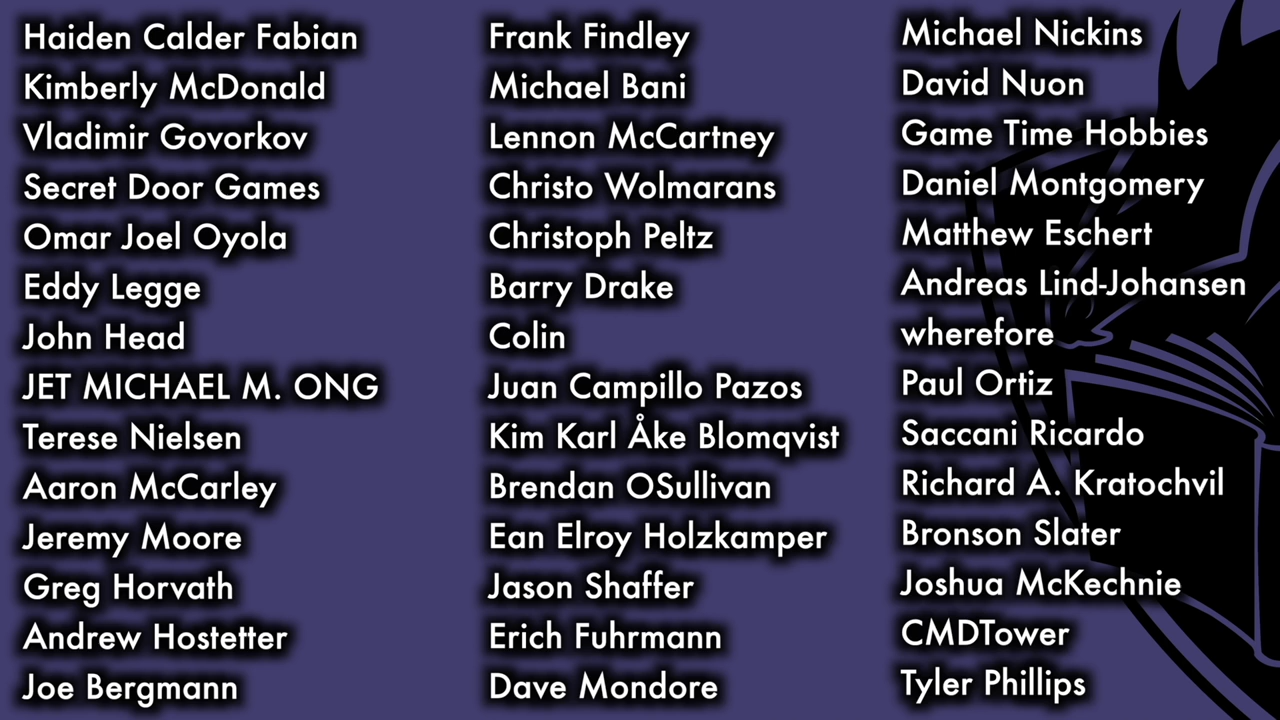 Haiden Calder Fabian
Kimberly McDonald
Vladimir Govorkov
Secret Door Games
Omar Joel Oyola
Eddy Legge
John Head
JET MICHAEL M. ONG
Terese Nielsen
Aaron McCarley
Jeremy Moore
Greg Horvath
Andrew Hostetter
Joe Bergmann
Frank Findley
Michael Bani
Lennon McCartney
Christo Wolmarans
Christoph Peltz
Barry Drake
Colin
Juan Campillo Pazos
Kim Karl Åke Blomqvist
Brendan OSullivan
Ean Elroy Holzkamper
Jason Shaffer
Erich Fuhrmann
Dave Mondore
Michael Nickins
David Nuon
Game Time Hobbies
Daniel Montgomery
Matthew Eschert
Andreas Lind-Johansen
wherefore
Paul Ortiz
Saccani Ricardo
Richard A. Kratochvil
Bronson Slater
Joshua McKechnie
CMDTower
Tyler Phillips